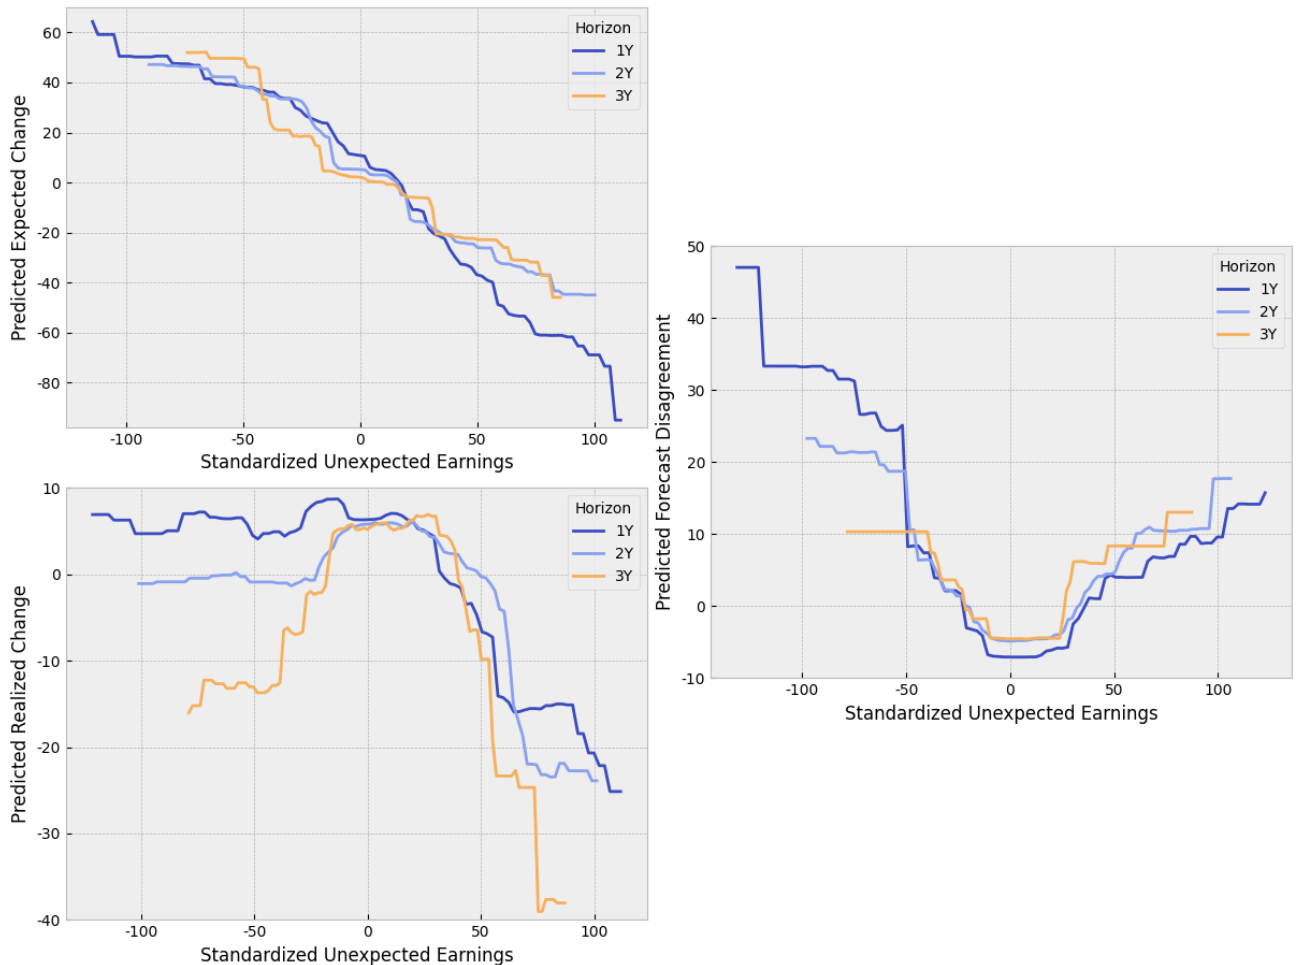 Predicted Expected Change
60
40
20
0
-20
-40
-60
-80
-100
-50
0
50
100
Standardized Unexpected Earnings
Horizon
1Y
2Y
3Y
Predicted Realized Change
10
0
-10
-20
-30
-40
-100
-50
0
50
100
Standardized Unexpected Earnings
Horizon
1Y
2Y
3Y
Predicted Forecast Disagreement
50
40
30
20
10
0
-10
-100
-50
0
50
100
Standardized Unexpected Earnings
Horizon
1Y
2Y
3Y